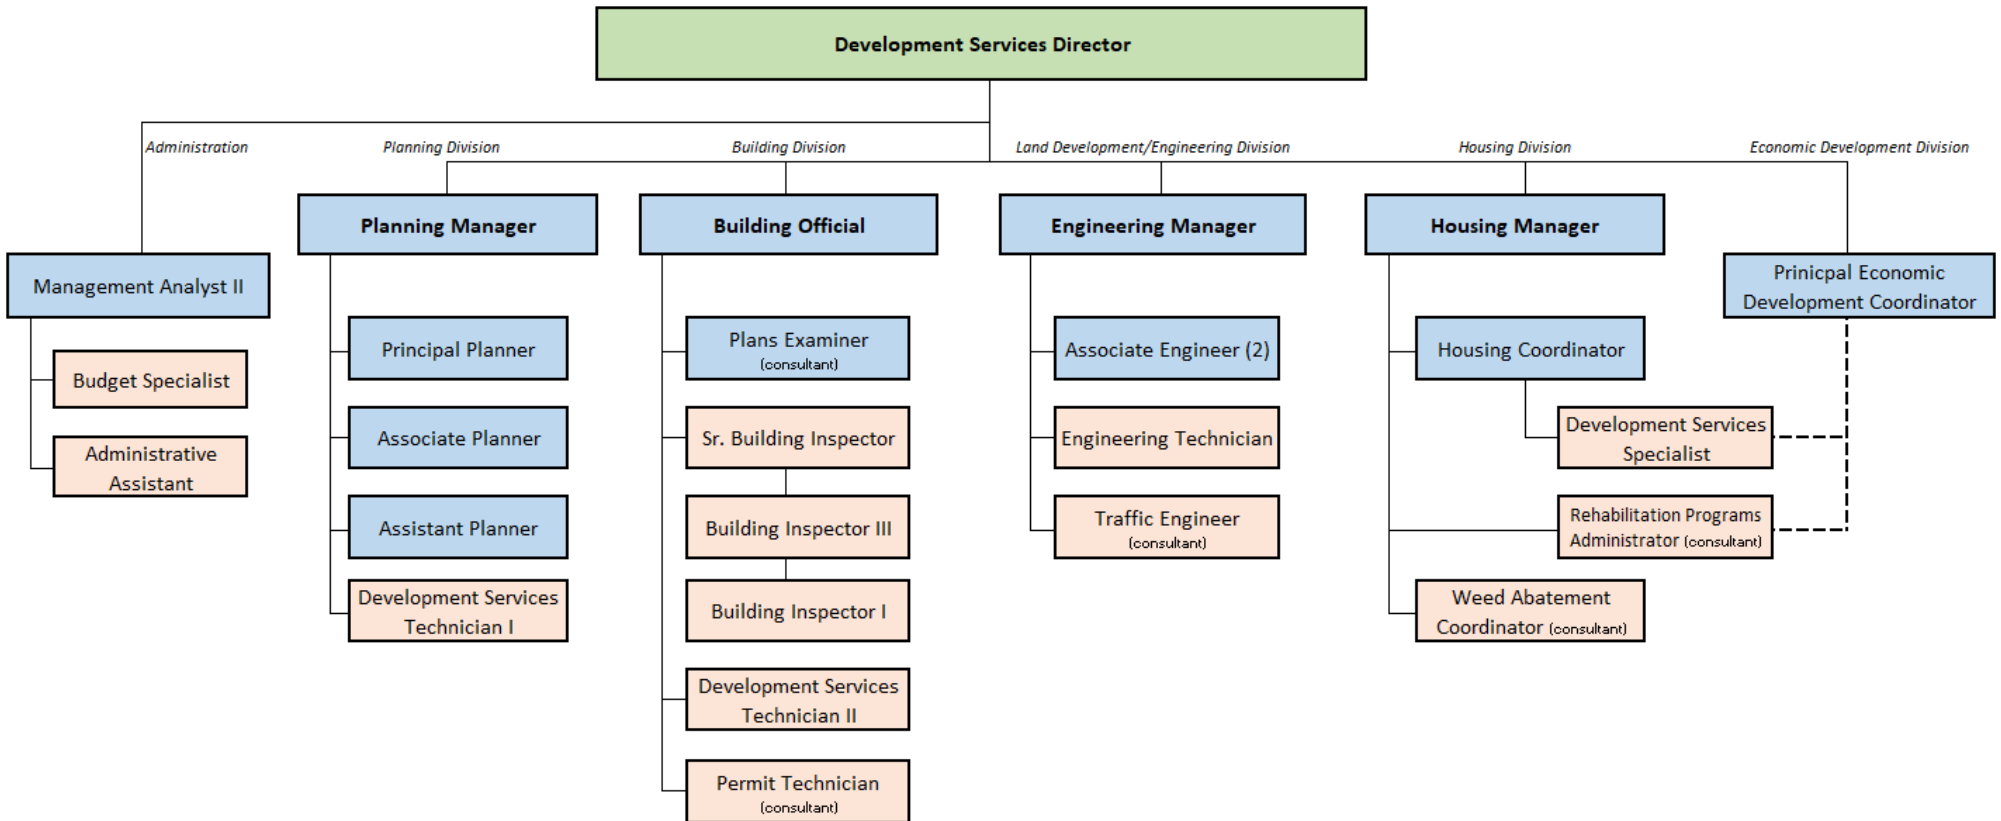 Development Services Director
Administration
Planning Division
Building Division
Land Development/Engineering Division
Housing Division
Economic Development Division
Planning Manager
Building Official
Engineering Manager
Housing Manager
Management Analyst II
Prinicpal Economic
Development Coordinator
Budget Specialist
Administrative
Assistant
Principal Planner
Associate Planner
Assistant Planner
Development Services
Technician I
Plans Examiner
(consultant)
Sr. Building Inspector
Building Inspector III
Building Inspector I
Development Services
Technician II
Permit Technician
(consultant)
Associate Engineer (2)
Engineering Technician
Traffic Engineer
(consultant)
Housing Coordinator
Development Services
Specialist
Rehabilitation Programs
Administrator (consultant)
Weed Abatement
Coordinator (consultant)